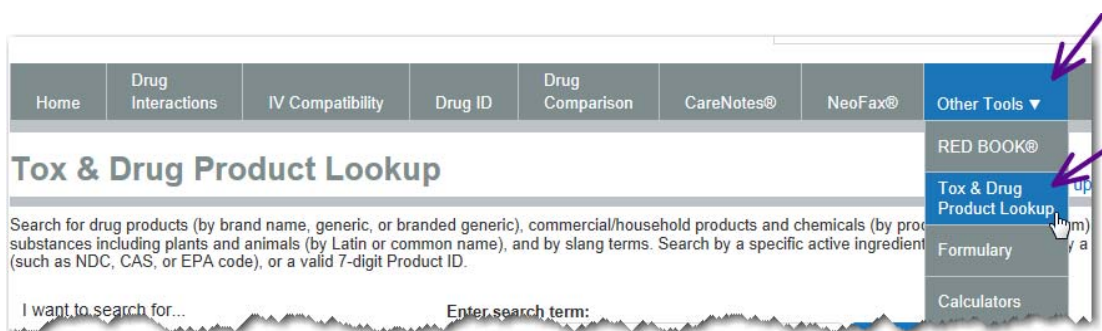 Home
Drug
Interactions
IV Compatibility
Drug ID
Drug
Comparison
CareNotes®
NeoFax®
Other Tools ▼
RED BOOK®
Tox & Drug
Product Lookup
Formulary
Calculators
Tox & Drug Product Lookup
up
Search for drug products (by brand name, generic, or branded generic), commercial/household products and chemicals (by
substances including plants and animals (by Latin or common name), and by slang terms. Search by a specific active ingredient
(such as NDC, CAS, or EPA code), or a valid 7-digit Product ID.
I want to search for...
Enter search term: